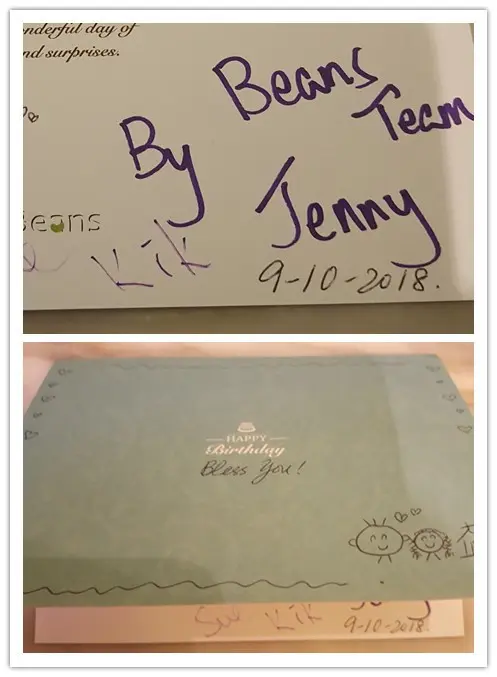 nderful day of
nd surprises.
Beans
Team
By
Jenny
Beans
Kik
9-10-2018.
HAPPY
Birthday
Bless You!
Kik
9-10-2018.